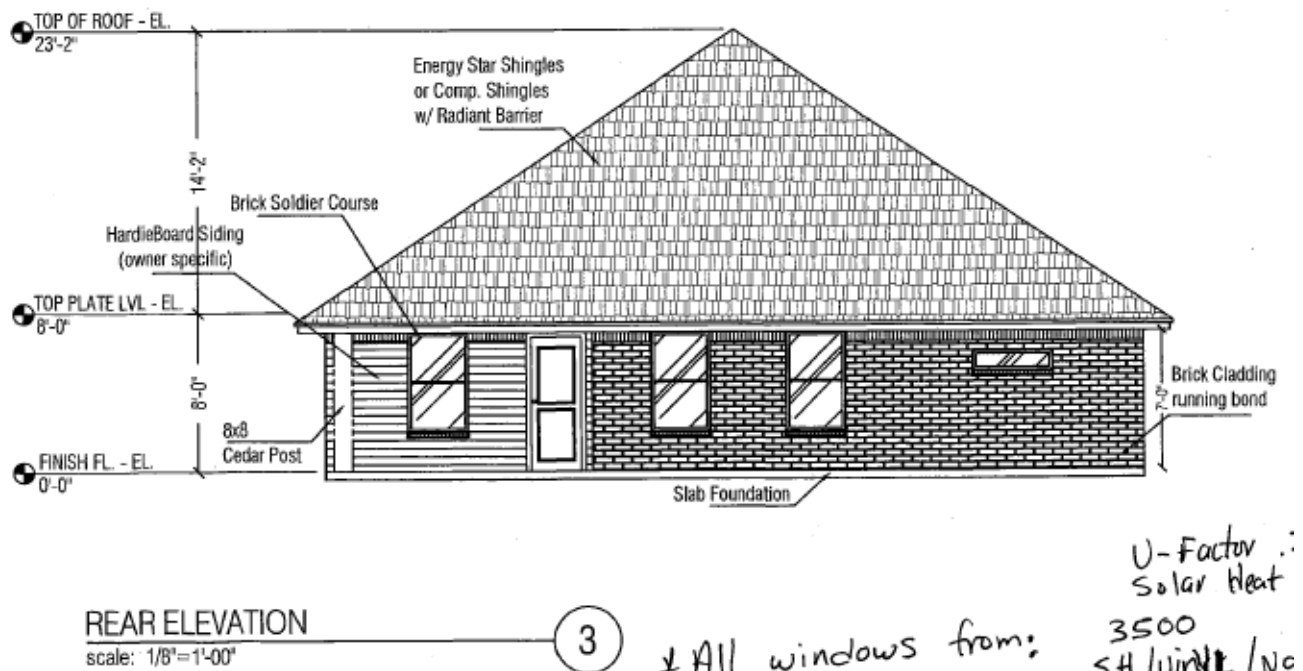 TOP OF ROOF - EL.
23'-2"
Energy Star Shingles
or Comp. Shingles
w/ Radiant Barrier
14'-2"
Brick Soldier Course
HardieBoard Siding
(owner specific)
TOP PLATE LVL - EL.
8'-0"
8'-0"
7'-0"
Brick Cladding
running bond
8x8
Cedar Post
FINISH FL. - EL.
0'-0"
Slab Foundation
U-Factor
Solar Heat
REAR ELEVATION
scale: 1/8"=1'-00"
3
* All windows from:
3500
SH/